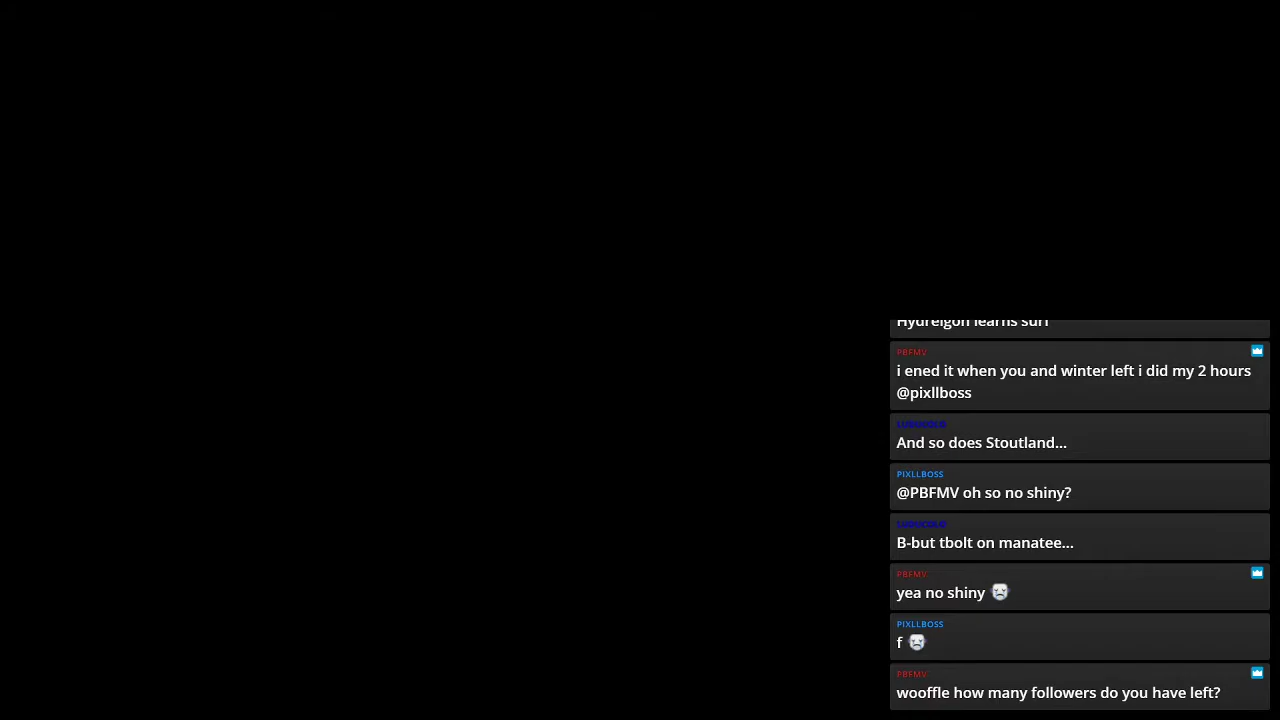 Hydreigon learns surf
PBFMV
i ened it when you and winter left i did my 2 hours
@pixllboss
And so does Stoutland...
PIXLLBOSS
@PBFMV oh so no shiny?
B-but tbolt on manatee...
PBFMV
yea no shiny
PIXLLBOSS
f
PBFMV
wooffle how many followers do you have left?